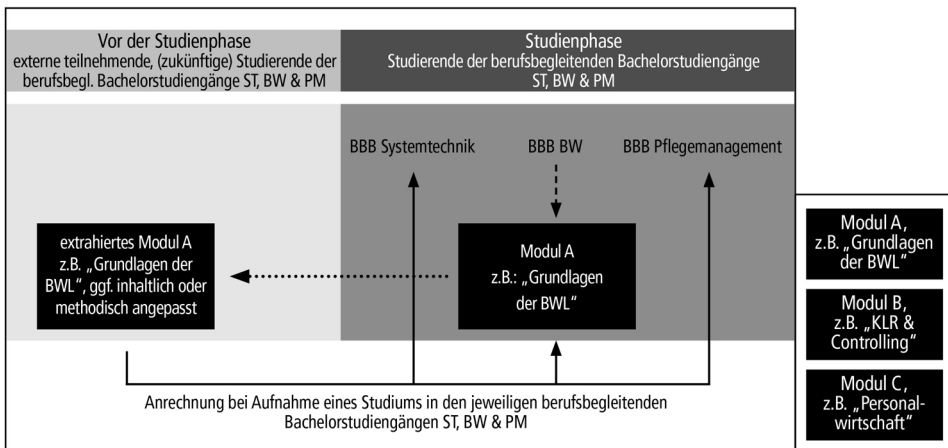 Vor der Studienphase
externe teilnehmende, (zukünftige) Studierende der
berufsbegl. Bachelorstudiengänge ST, BW & PM
Studienphase
Studierende der berufsbegleitenden Bachelorstudiengänge
ST, BW & PM
BBB Systemtechnik
BBB BW
BBB Pflegemanagement
extrahiertes Modul A
z.B. „Grundlagen der
BWL“, ggf. inhaltlich oder
methodisch angepasst
Modul A
z.B.: „Grundlagen
der BWL“
Anrechnung bei Aufnahme eines Studiums in den jeweiligen berufsbegleitenden
Bachelorstudiengängen ST, BW & PM
Modul A,
z.B. „Grundlagen
der BWL“
Modul B,
z.B. „KLR &
Controlling“
Modul C,
z.B. „Personal-
wirtschaft“